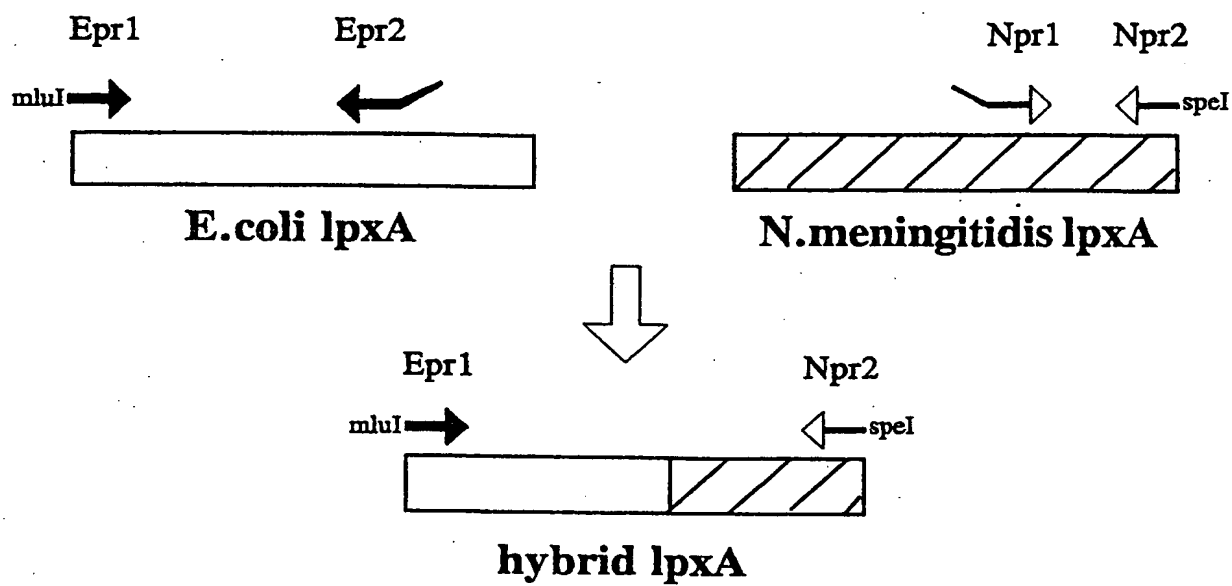 Epr1 Epr2 Npr1 Npr2
mluI speI
E.coli lpxA N.meningitidis lpxA
Epr1 Npr2
mluI speI
hybrid lpxA